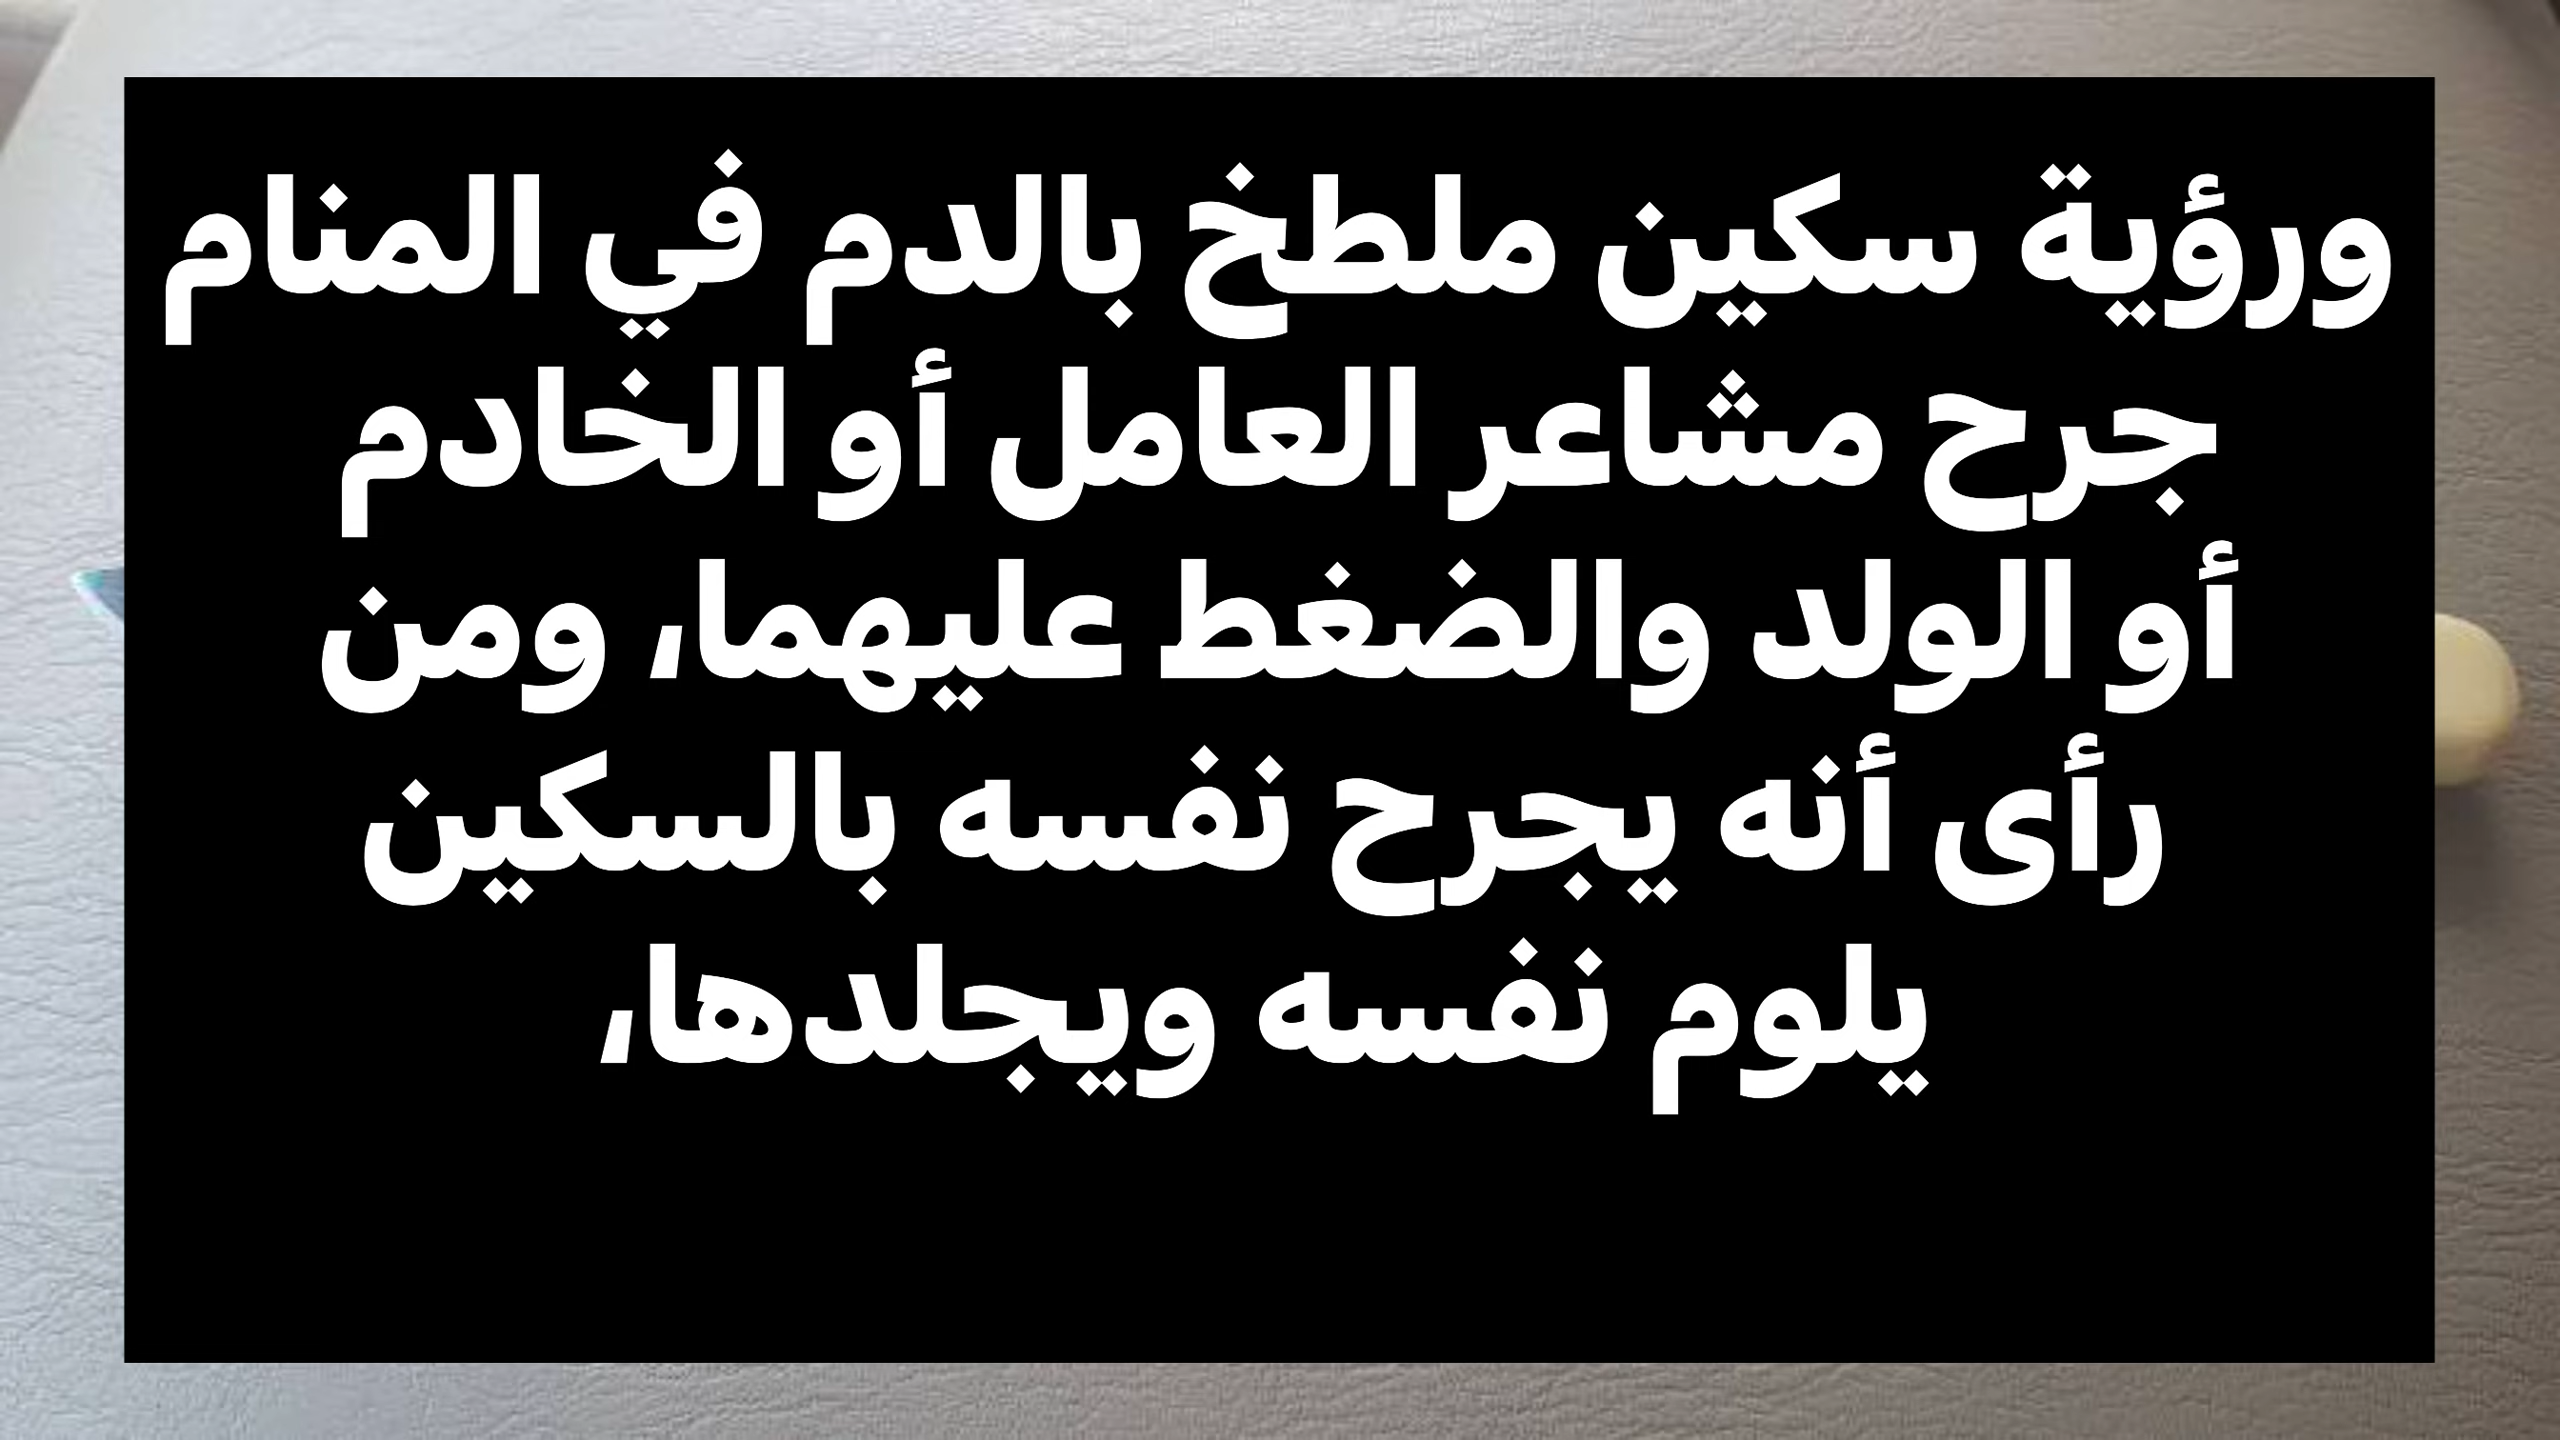 ورؤية سكين ملطخ بالدم في المنام
جرح مشاعر العامل أو الخادم
أو الولد والضغط عليهما، ومن
رأى أنه يجرح نفسه بالسكين
يلوم نفسه ويجلدها،